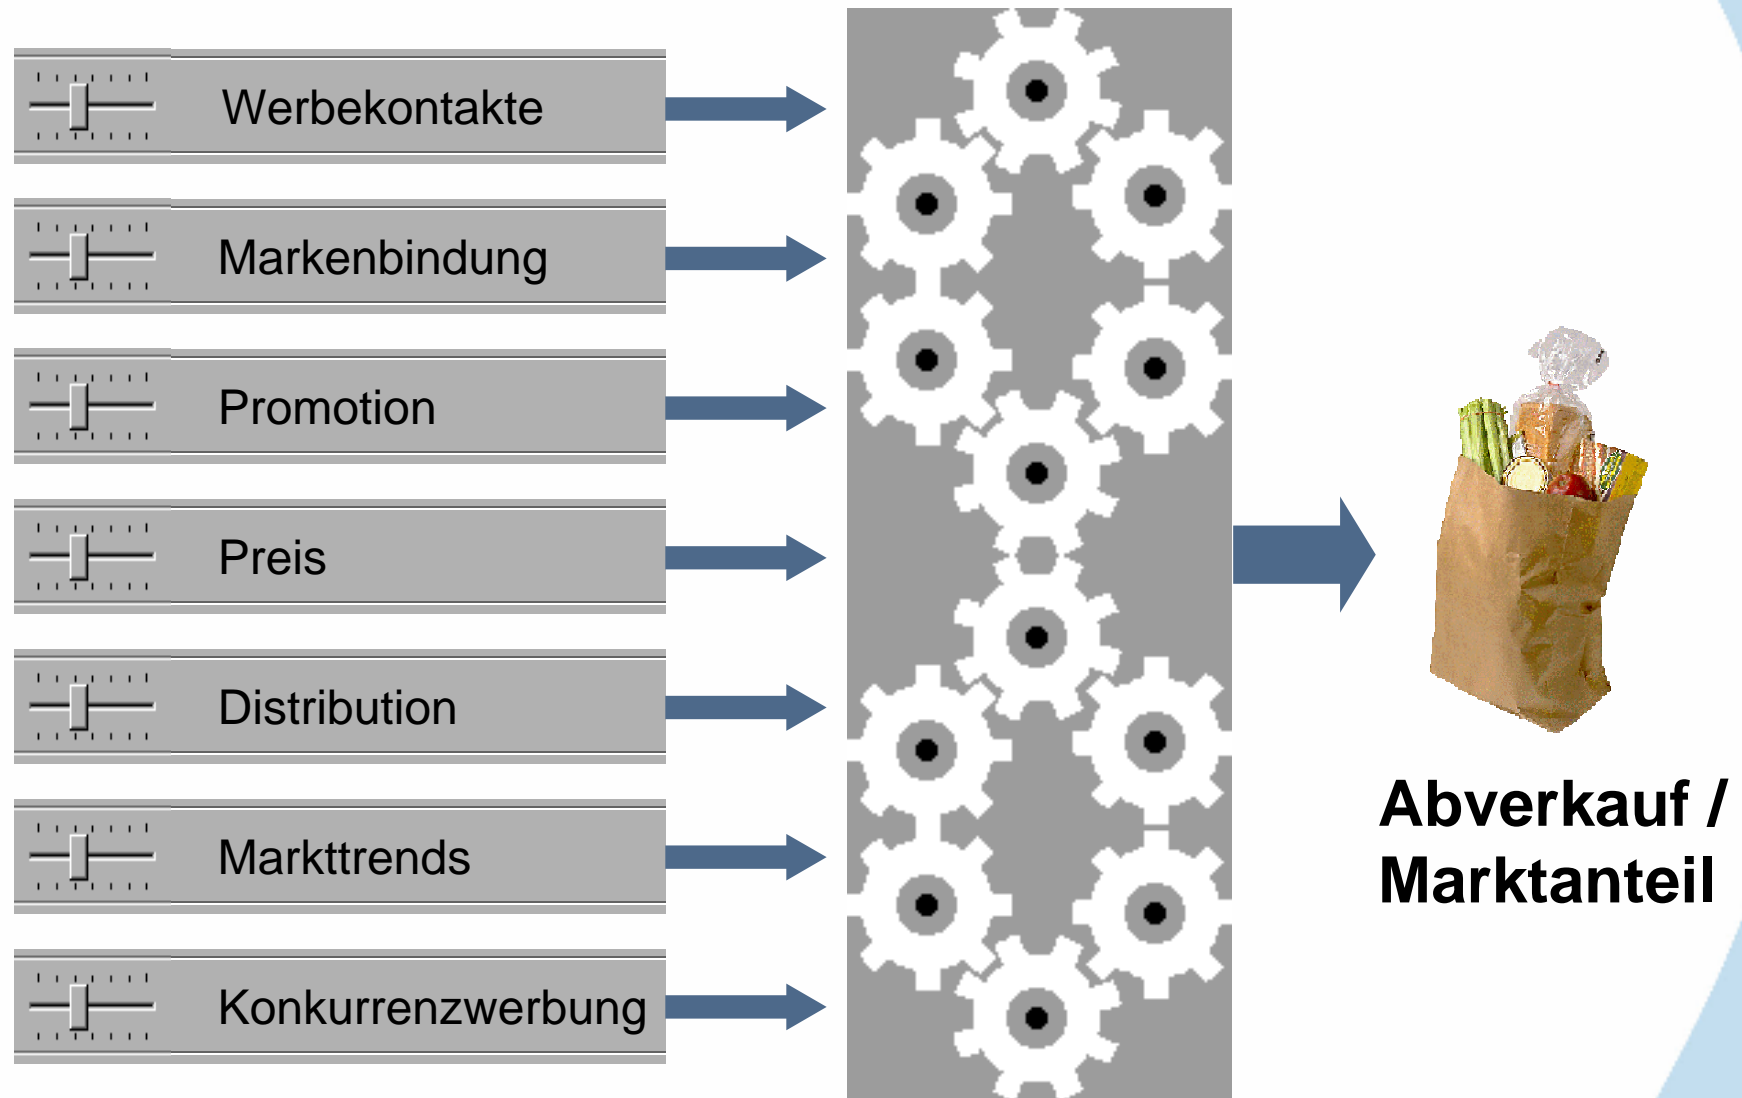 Werbekontakte
Markenbindung
Promotion
Preis
Distribution
Markttrends
Konkurrenzwerbung
Abverkauf /
Marktanteil